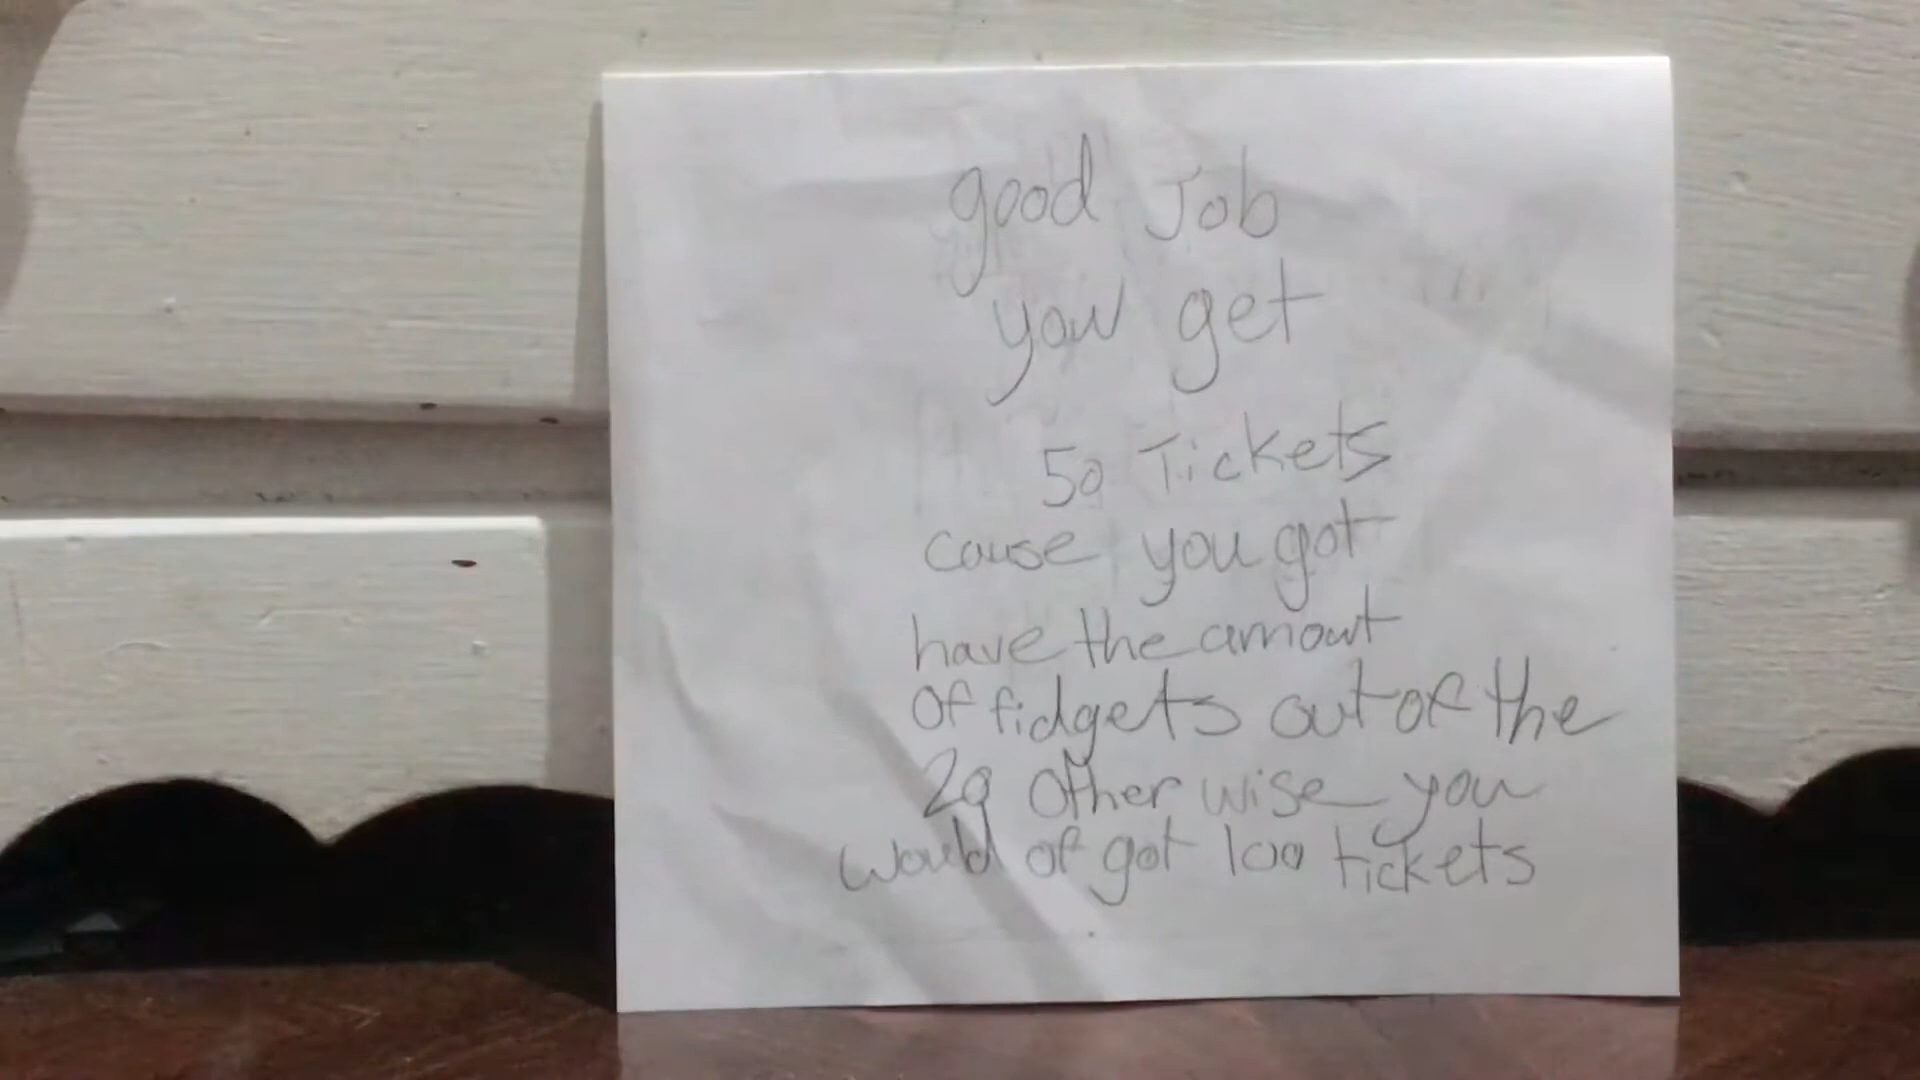 good Job
you get
50 Tickets
cause you got
have the amout
of fidgets out of the
20 other wise you
would of got 100 tickets